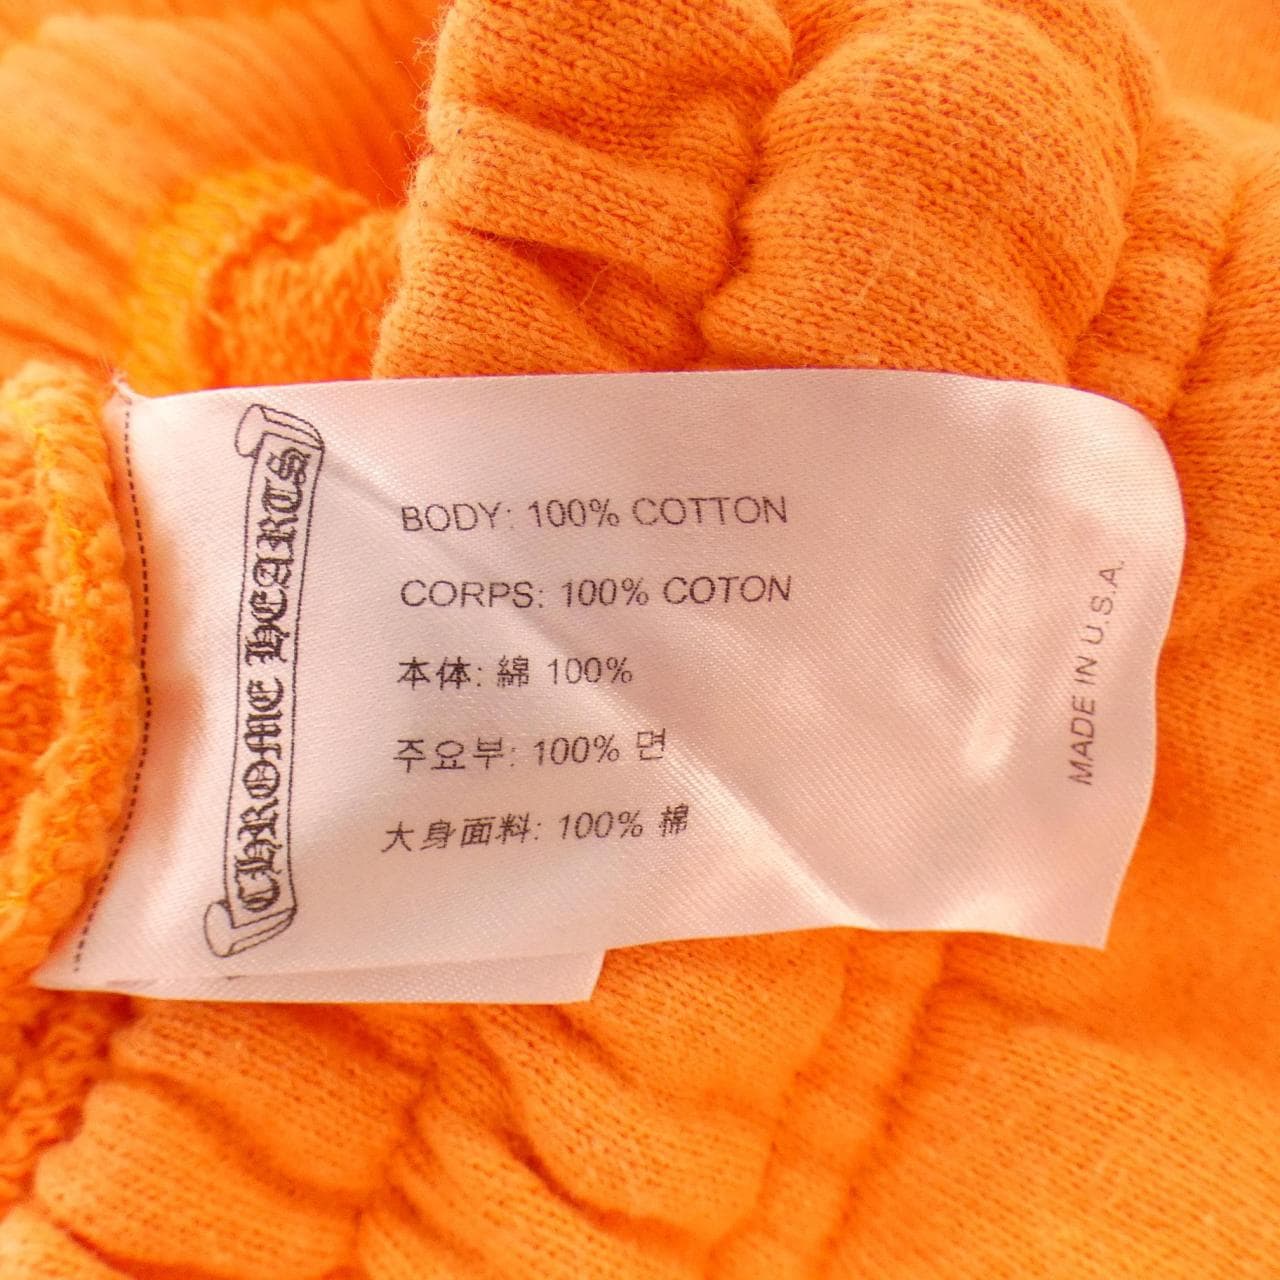 CHROME HEARTS
BODY: 100% COTTON
CORPS: 100% COTON
本体: 綿 100%
주요부: 100% 면
大身面料: 100% 棉
MADE IN U.S.A.